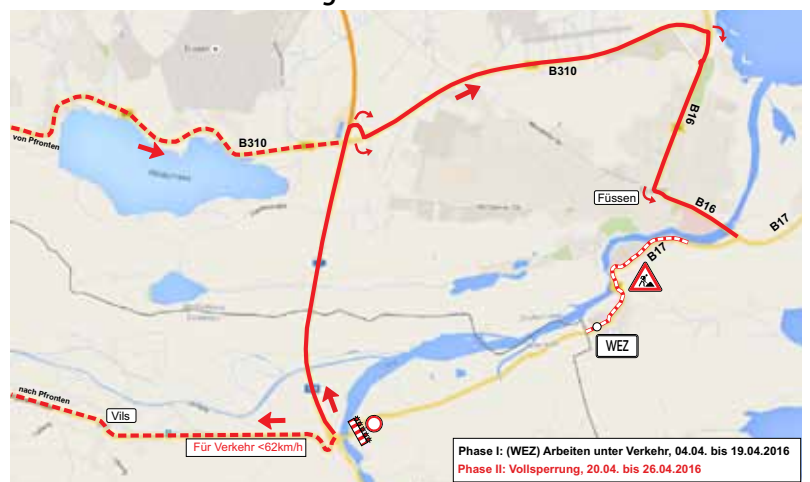 B310
von Pfronten
B310
B16
Füssen
B16
B17
B17
WEZ
nach Pfronten
Vils
Für Verkehr <62km/h
Phase I: (WEZ) Arbeiten unter Verkehr, 04.04. bis 19.04.2016
Phase II: Vollsperrung, 20.04. bis 26.04.2016